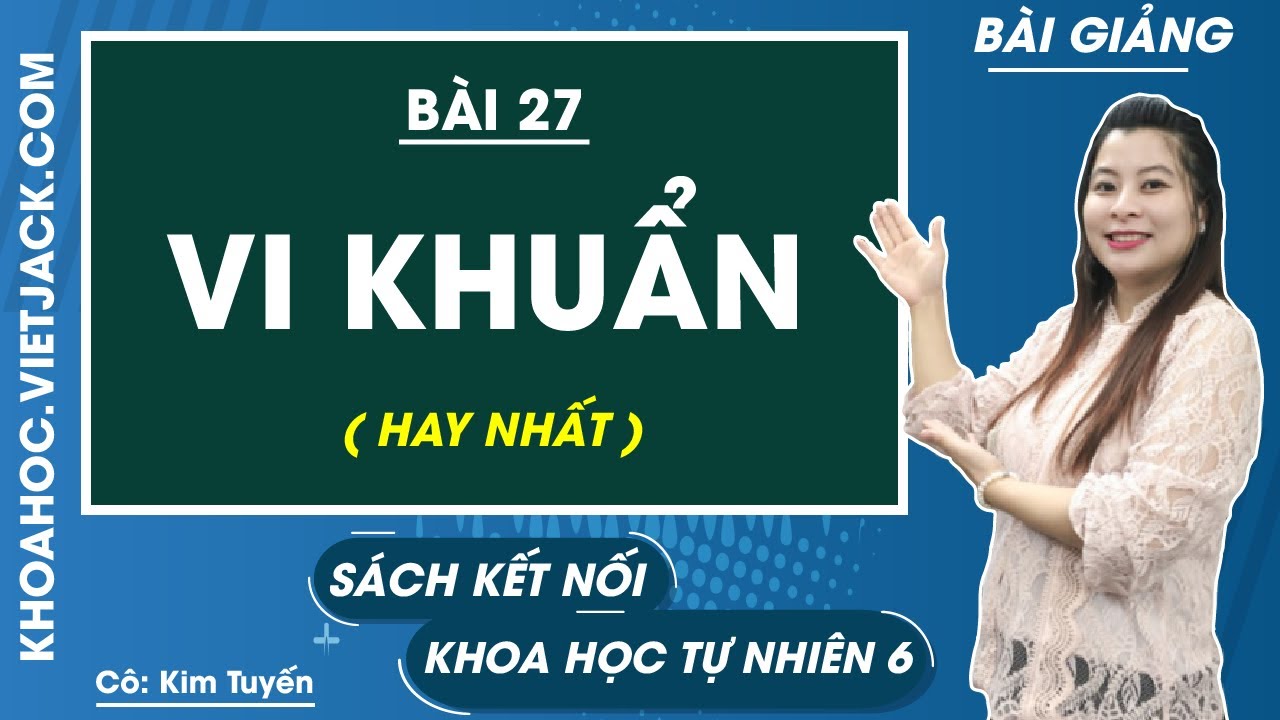 BÀI GIẢNG
KHOAHOC.VIETJACK.COM
BÀI 27
VI KHUẨN
( HAY NHẤT )
SÁCH KẾT NỐI
KHOA HỌC TỰ NHIÊN 6
Cô: Kim Tuyến